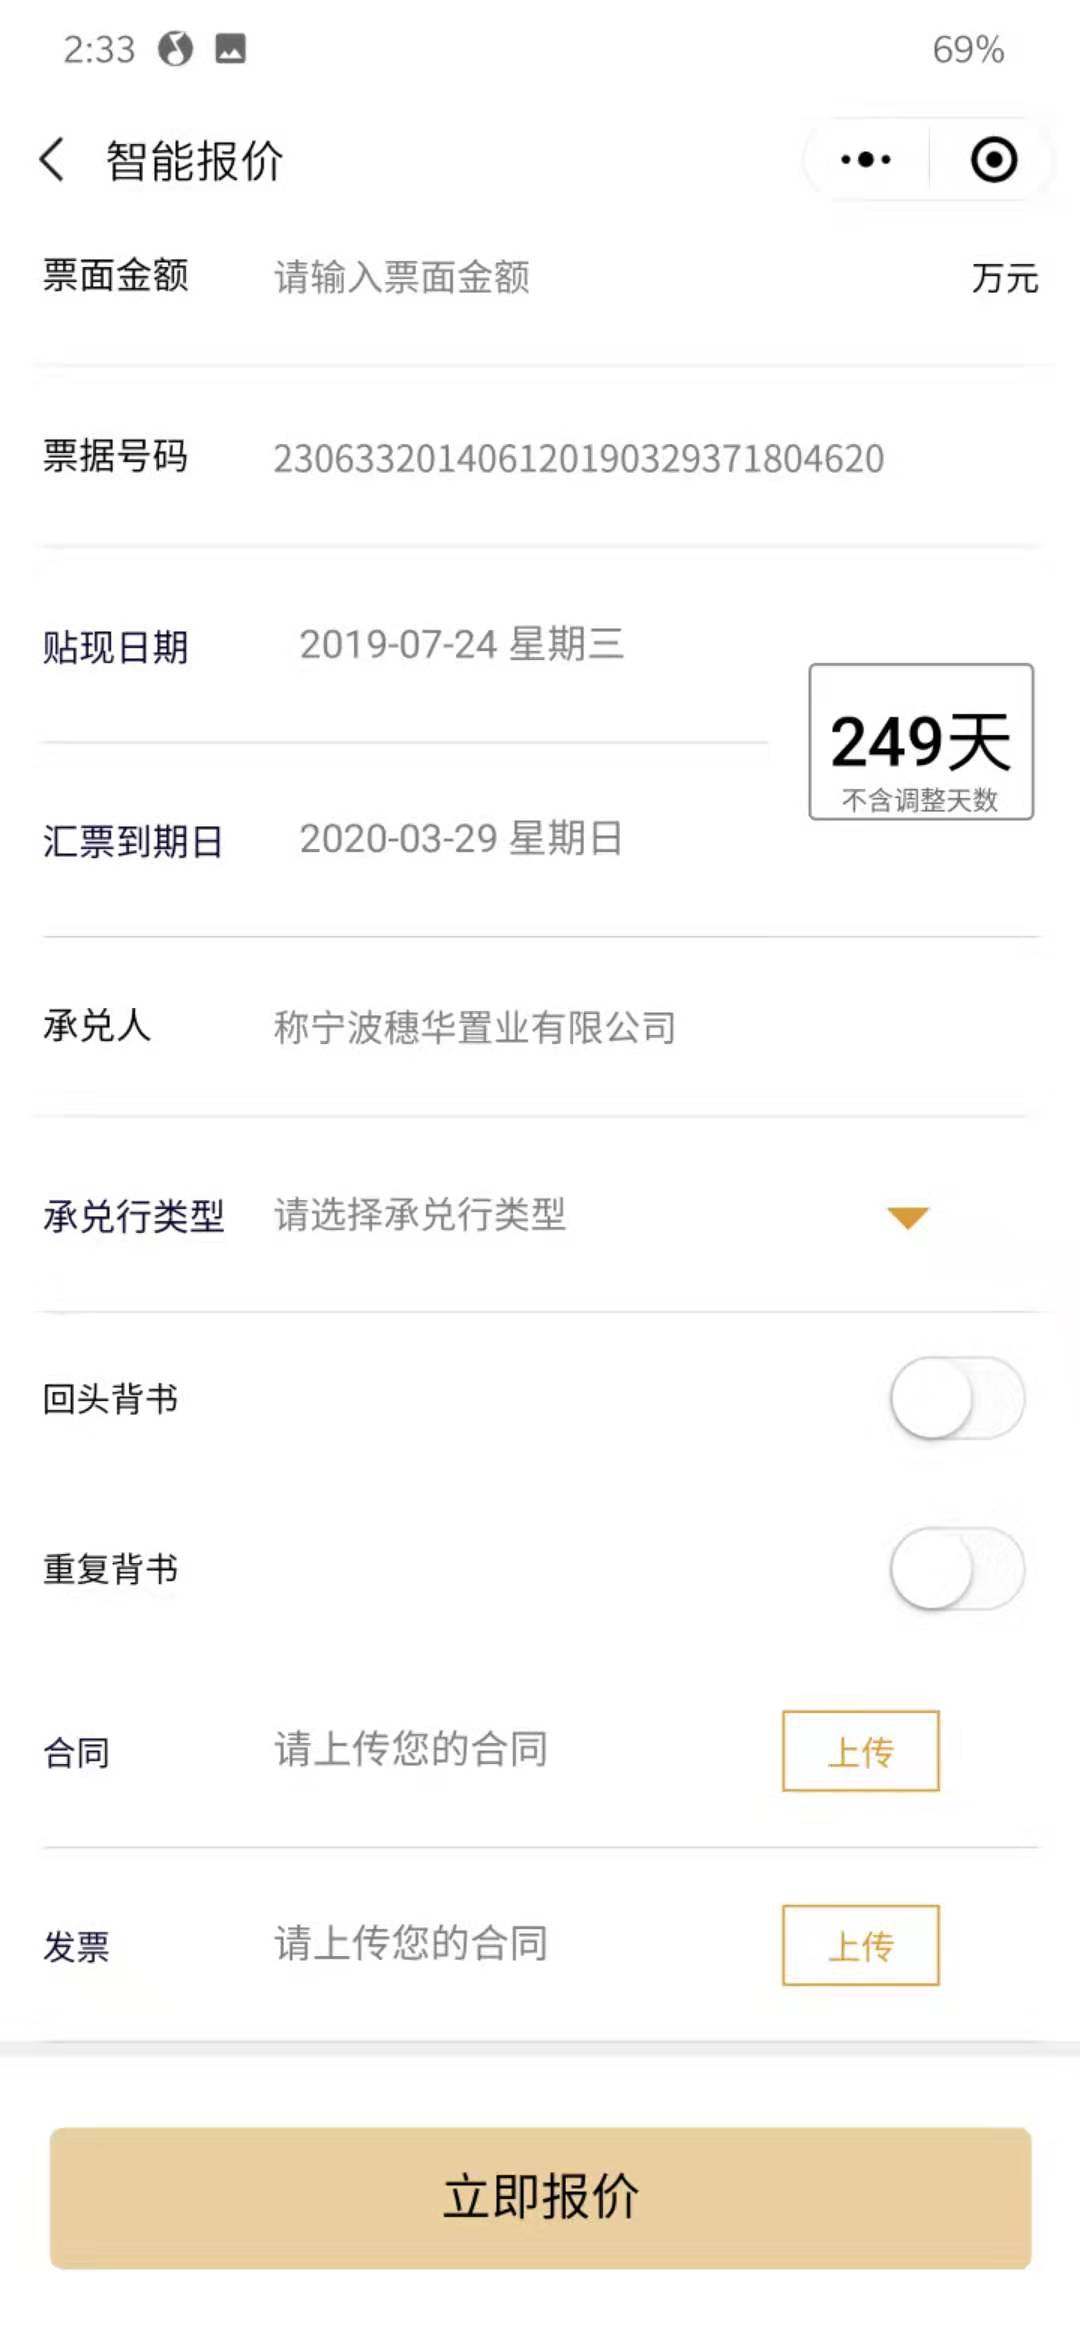 2:33
69%
智能报价
票面金额 请输入票面金额 万元
票据号码 230633201406120190329371804620
贴现日期 2019-07-24 星期三
249天
不含调整天数
汇票到期日 2020-03-29 星期日
承兑人 称宁波穗华置业有限公司
承兑行类型 请选择承兑行类型
回头背书
重复背书
合同 请上传您的合同 上传
发票 请上传您的合同 上传
立即报价